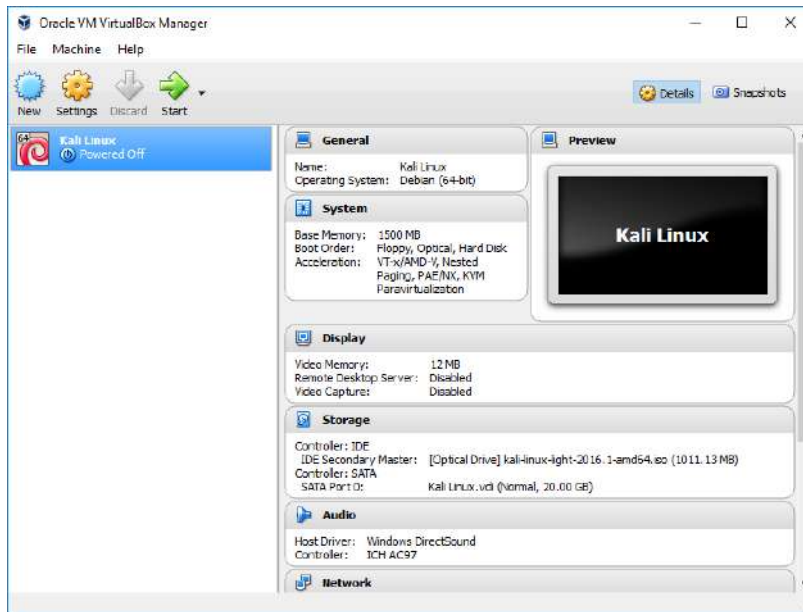 Oracle VM VirtualBox Manager
File Machine Help
New Settings Discard Start
Details Snapshots
64
Kali Linux
Powered Off
General
Name: Kali Linux
Operating System: Debian (64-bit)
System
Base Memory: 1500 MB
Boot Order: Floppy, Optical, Hard Disk
Acceleration: VT-x/AMD-V, Nested
Paging, PAE/NX, KVM
Paravirtualization
Preview
Kali Linux
Display
Video Memory: 12 MB
Remote Desktop Server: Disabled
Video Capture: Disabled
Storage
Controller: IDE
IDE Secondary Master: [Optical Drive] kali-linux-light-2016.1-amd64.iso (1011.13 MB)
Controller: SATA
SATA Port 0: Kali Linux.vdi (Normal, 20.00 GB)
Audio
Host Driver: Windows DirectSound
Controller: ICH AC97
Network